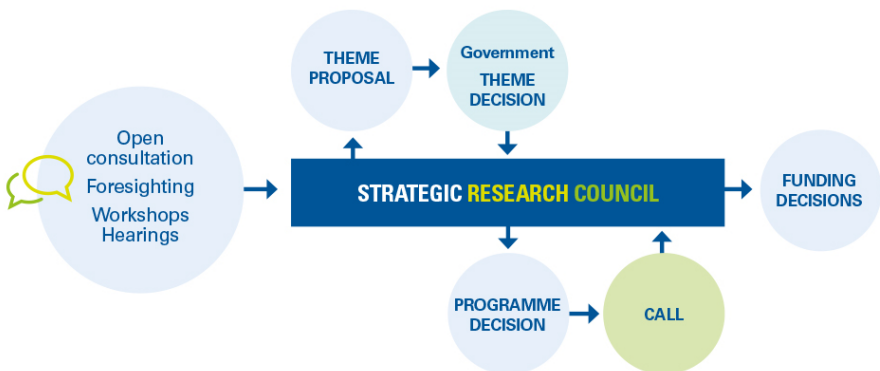 Open
consultation
Foresighting
Workshops
Hearings
THEME
PROPOSAL
Government
THEME
DECISION
STRATEGIC RESEARCH COUNCIL
PROGRAMME
DECISION
CALL
FUNDING
DECISIONS